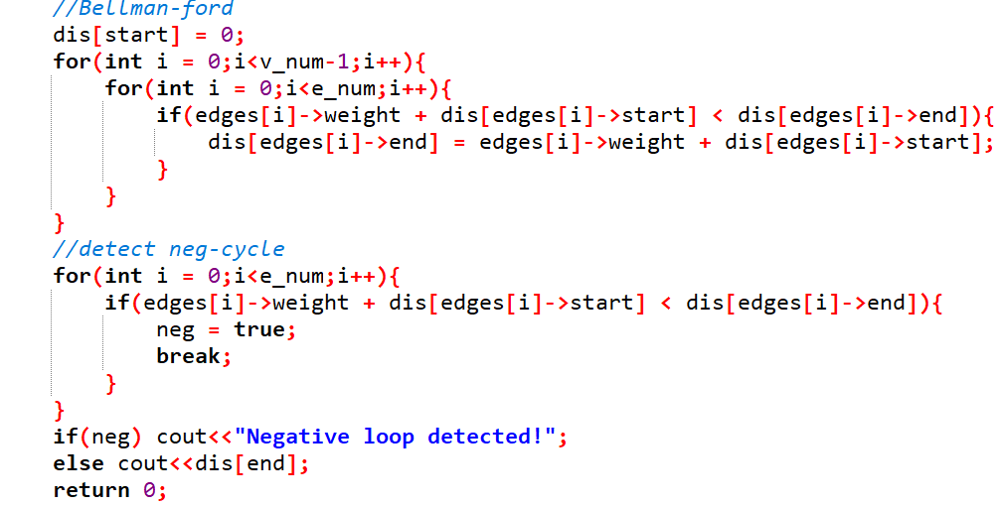 //Bellman-ford
dis[start] = 0;
for(int i = 0;i<v_num-1;i++){
for(int i = 0;i<e_num;i++){
if(edges[i]->weight + dis[edges[i]->start] < dis[edges[i]->end]){
dis[edges[i]->end] = edges[i]->weight + dis[edges[i]->start];
}
}
}
//detect neg-cycle
for(int i = 0;i<e_num;i++){
if(edges[i]->weight + dis[edges[i]->start] < dis[edges[i]->end]){
neg = true;
break;
}
}
if(neg) cout<<"Negative loop detected!";
else cout<<dis[end];
return 0;